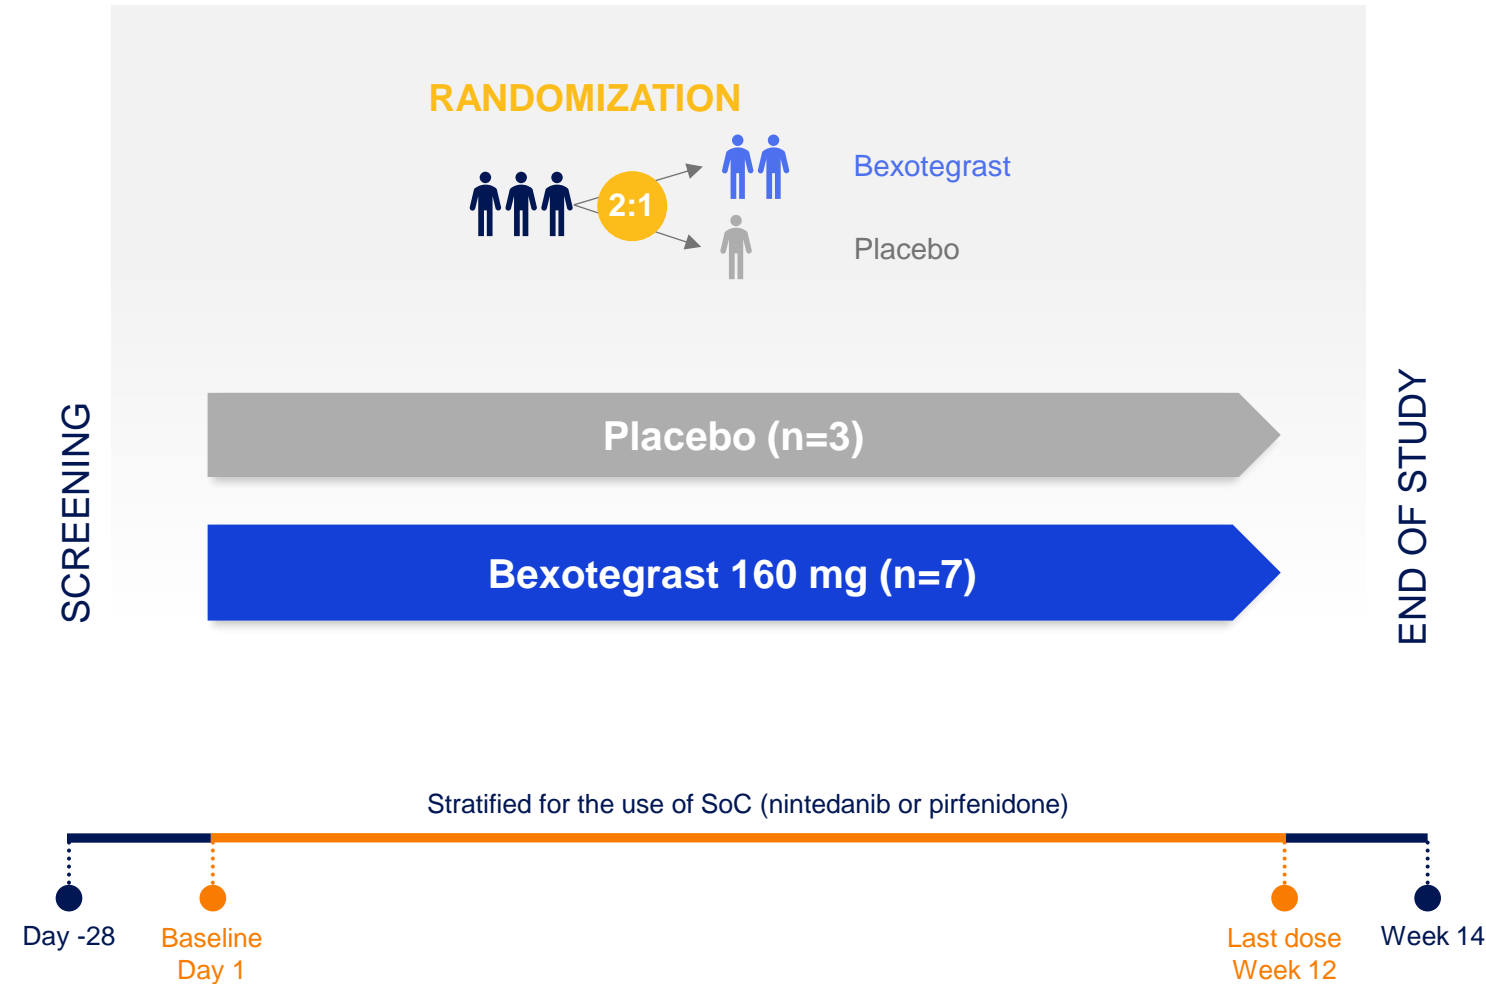 RANDOMIZATION
2:1
Bexotegrast
Placebo
SCREENING
Placebo (n=3)
Bexotegrast 160 mg (n=7)
END OF STUDY
Stratified for the use of SoC (nintedanib or pirfenidone)
Day -28
Baseline
Day 1
Last dose
Week 12
Week 14